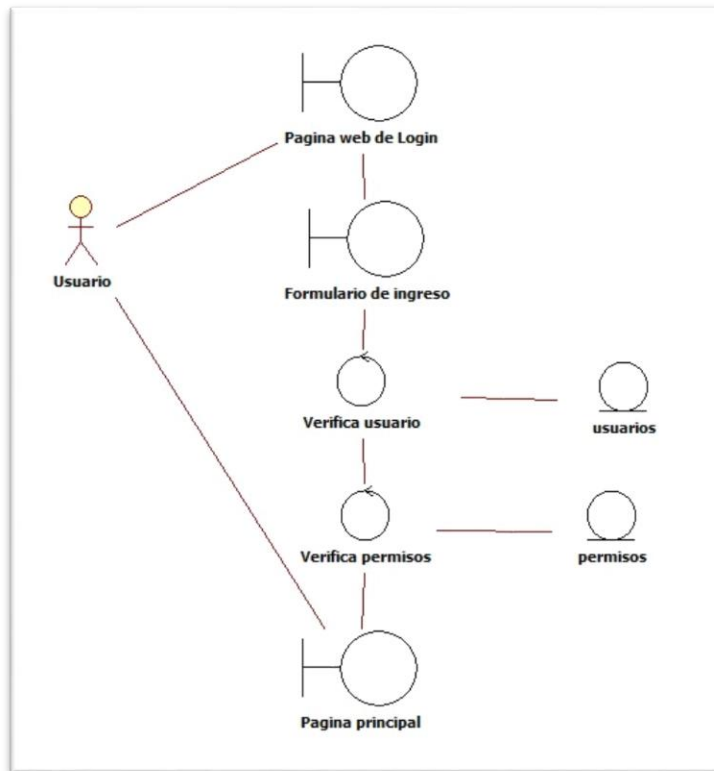 Pagina web de Login
Usuario
Formulario de ingreso
Verifica usuario
usuarios
Verifica permisos
permisos
Pagina principal